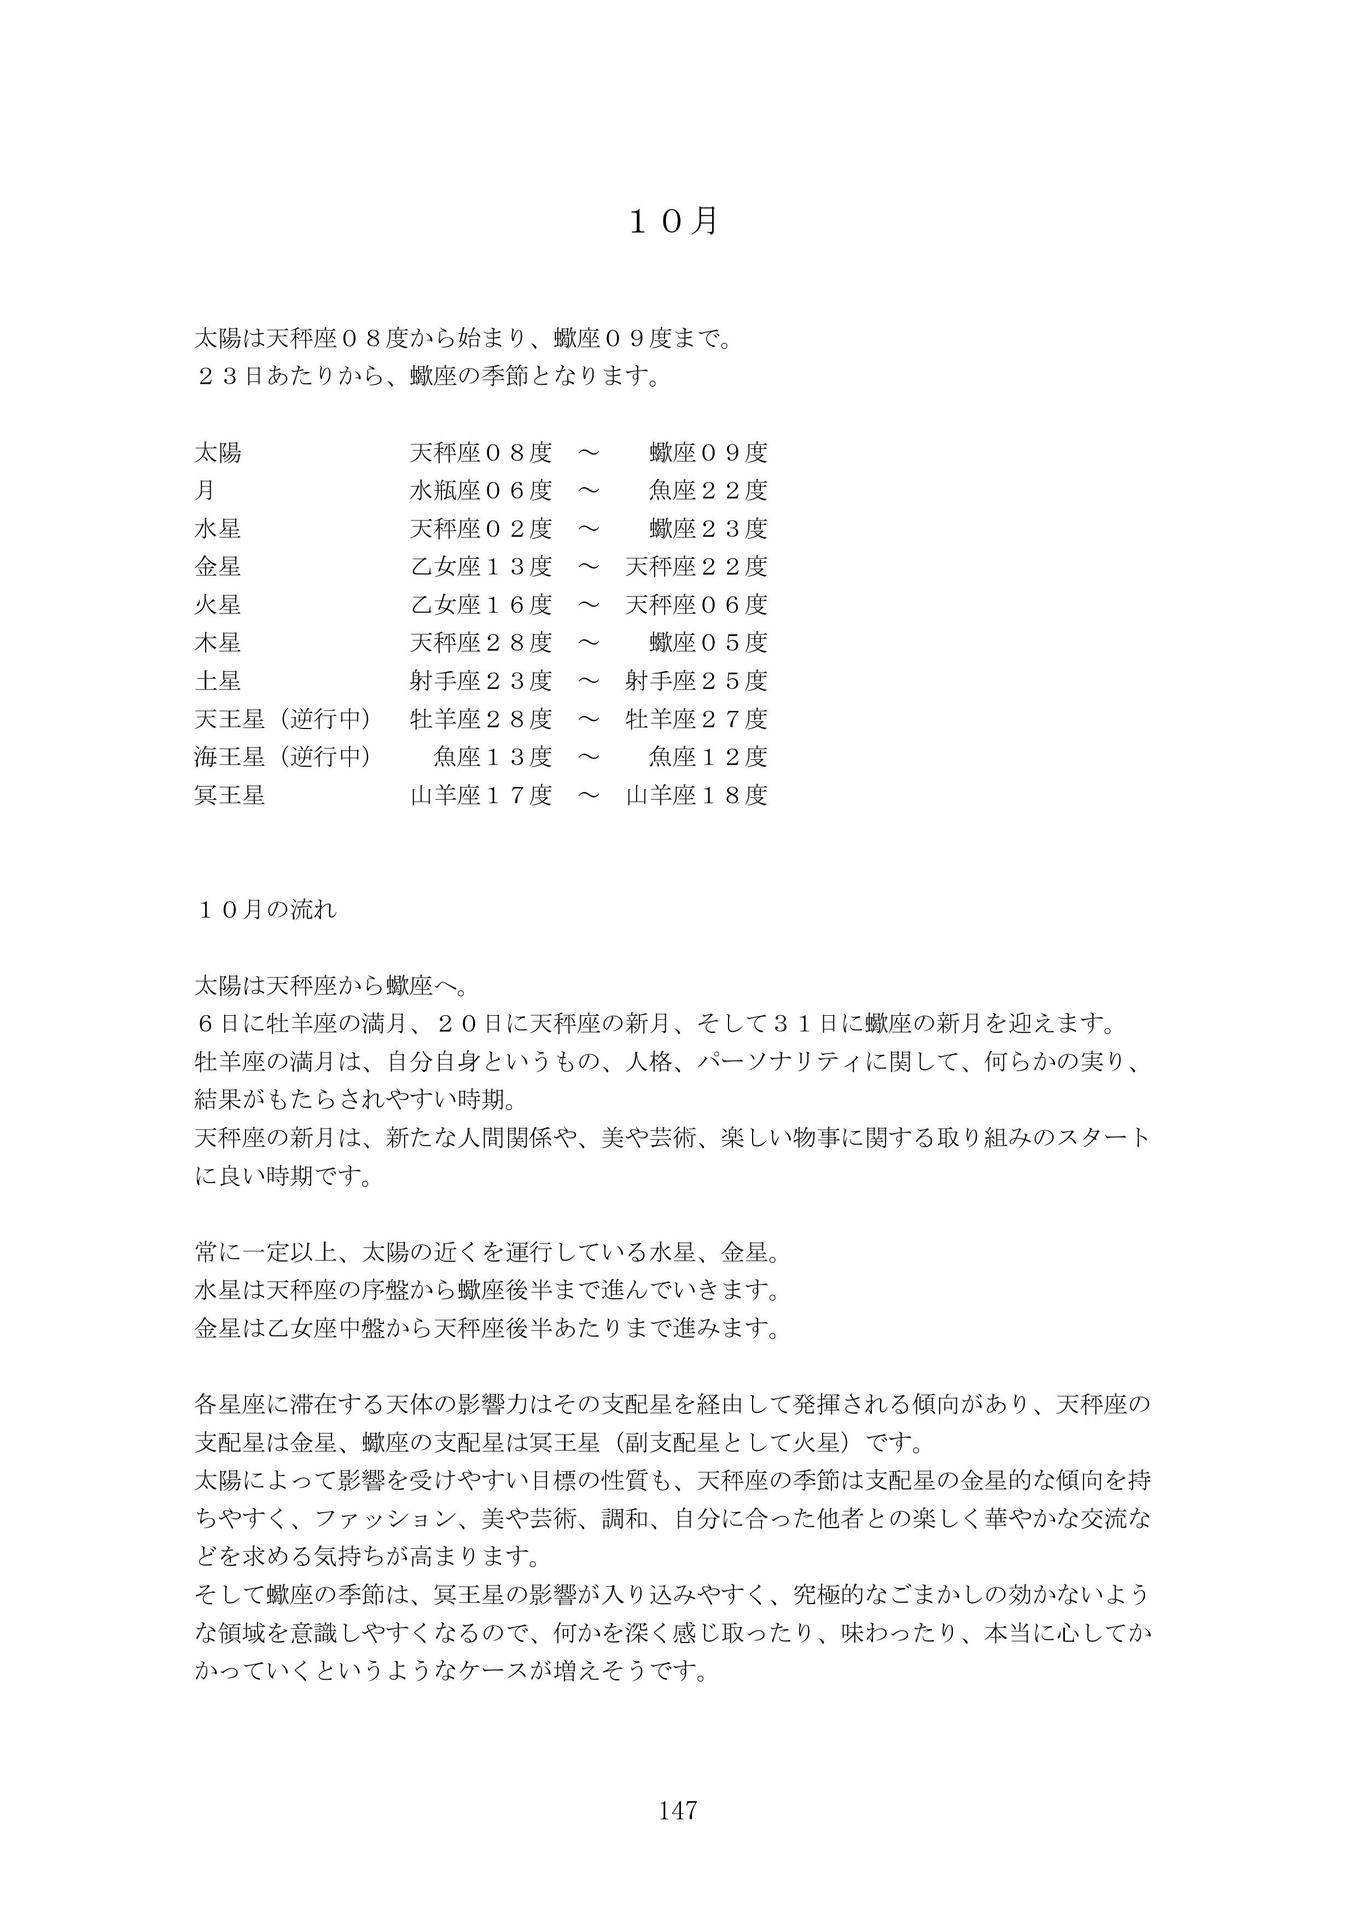 １０月
太陽は天秤座０８度から始まり、蠍座０９度まで。
２３日あたりから、蠍座の季節となります。
太陽　　　　　　　天秤座０８度　～　　蠍座０９度
月　　　　　　　　水瓶座０６度　～　　魚座２２度
水星　　　　　　　天秤座０２度　～　　蠍座２３度
金星　　　　　　　乙女座１３度　～　天秤座２２度
火星　　　　　　　乙女座１６度　～　天秤座０６度
木星　　　　　　　天秤座２８度　～　　蠍座０５度
土星　　　　　　　射手座２３度　～　射手座２５度
天王星（逆行中）　牡羊座２８度　～　牡羊座２７度
海王星（逆行中）　　魚座１３度　～　　魚座１２度
冥王星　　　　　　山羊座１７度　～　山羊座１８度
１０月の流れ
太陽は天秤座から蠍座へ。
６日に牡羊座の満月、２０日に天秤座の新月、そして３１日に蠍座の新月を迎えます。
牡羊座の満月は、自分自身というもの、人格、パーソナリティに関して、何らかの実り、
結果がもたらされやすい時期。
天秤座の新月は、新たな人間関係や、美や芸術、楽しい物事に関する取り組みのスタート
に良い時期です。
常に一定以上、太陽の近くを運行している水星、金星。
水星は天秤座の序盤から蠍座後半まで進んでいきます。
金星は乙女座中盤から天秤座後半あたりまで進みます。
各星座に滞在する天体の影響力はその支配星を経由して発揮される傾向があり、天秤座の
支配星は金星、蠍座の支配星は冥王星（副支配星として火星）です。
太陽によって影響を受けやすい目標の性質も、天秤座の季節は支配星の金星的な傾向を持
ちやすく、ファッション、美や芸術、調和、自分に合った他者との楽しく華やかな交流な
どを求める気持ちが高まります。
そして蠍座の季節は、冥王星の影響が入り込みやすく、究極的なごまかしの効かないよう
な領域を意識しやすくなるので、何かを深く感じ取ったり、味わったり、本当に心してか
かっていくというようなケースが増えそうです。
147